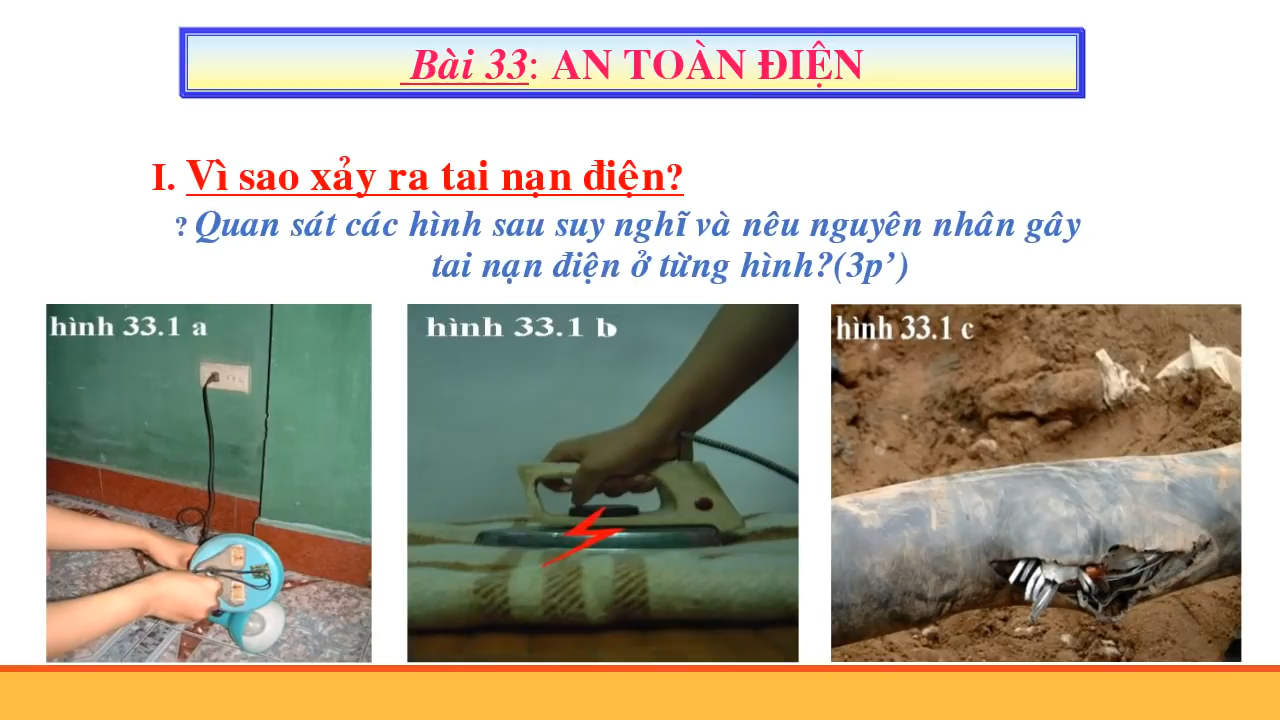 Bài 33: AN TOÀN ĐIỆN
I. Vì sao xảy ra tai nạn điện?
? Quan sát các hình sau suy nghĩ và nêu nguyên nhân gây
tai nạn điện ở từng hình?(3p’)
hình 33.1 a
hình 33.1 b
hình 33.1 c